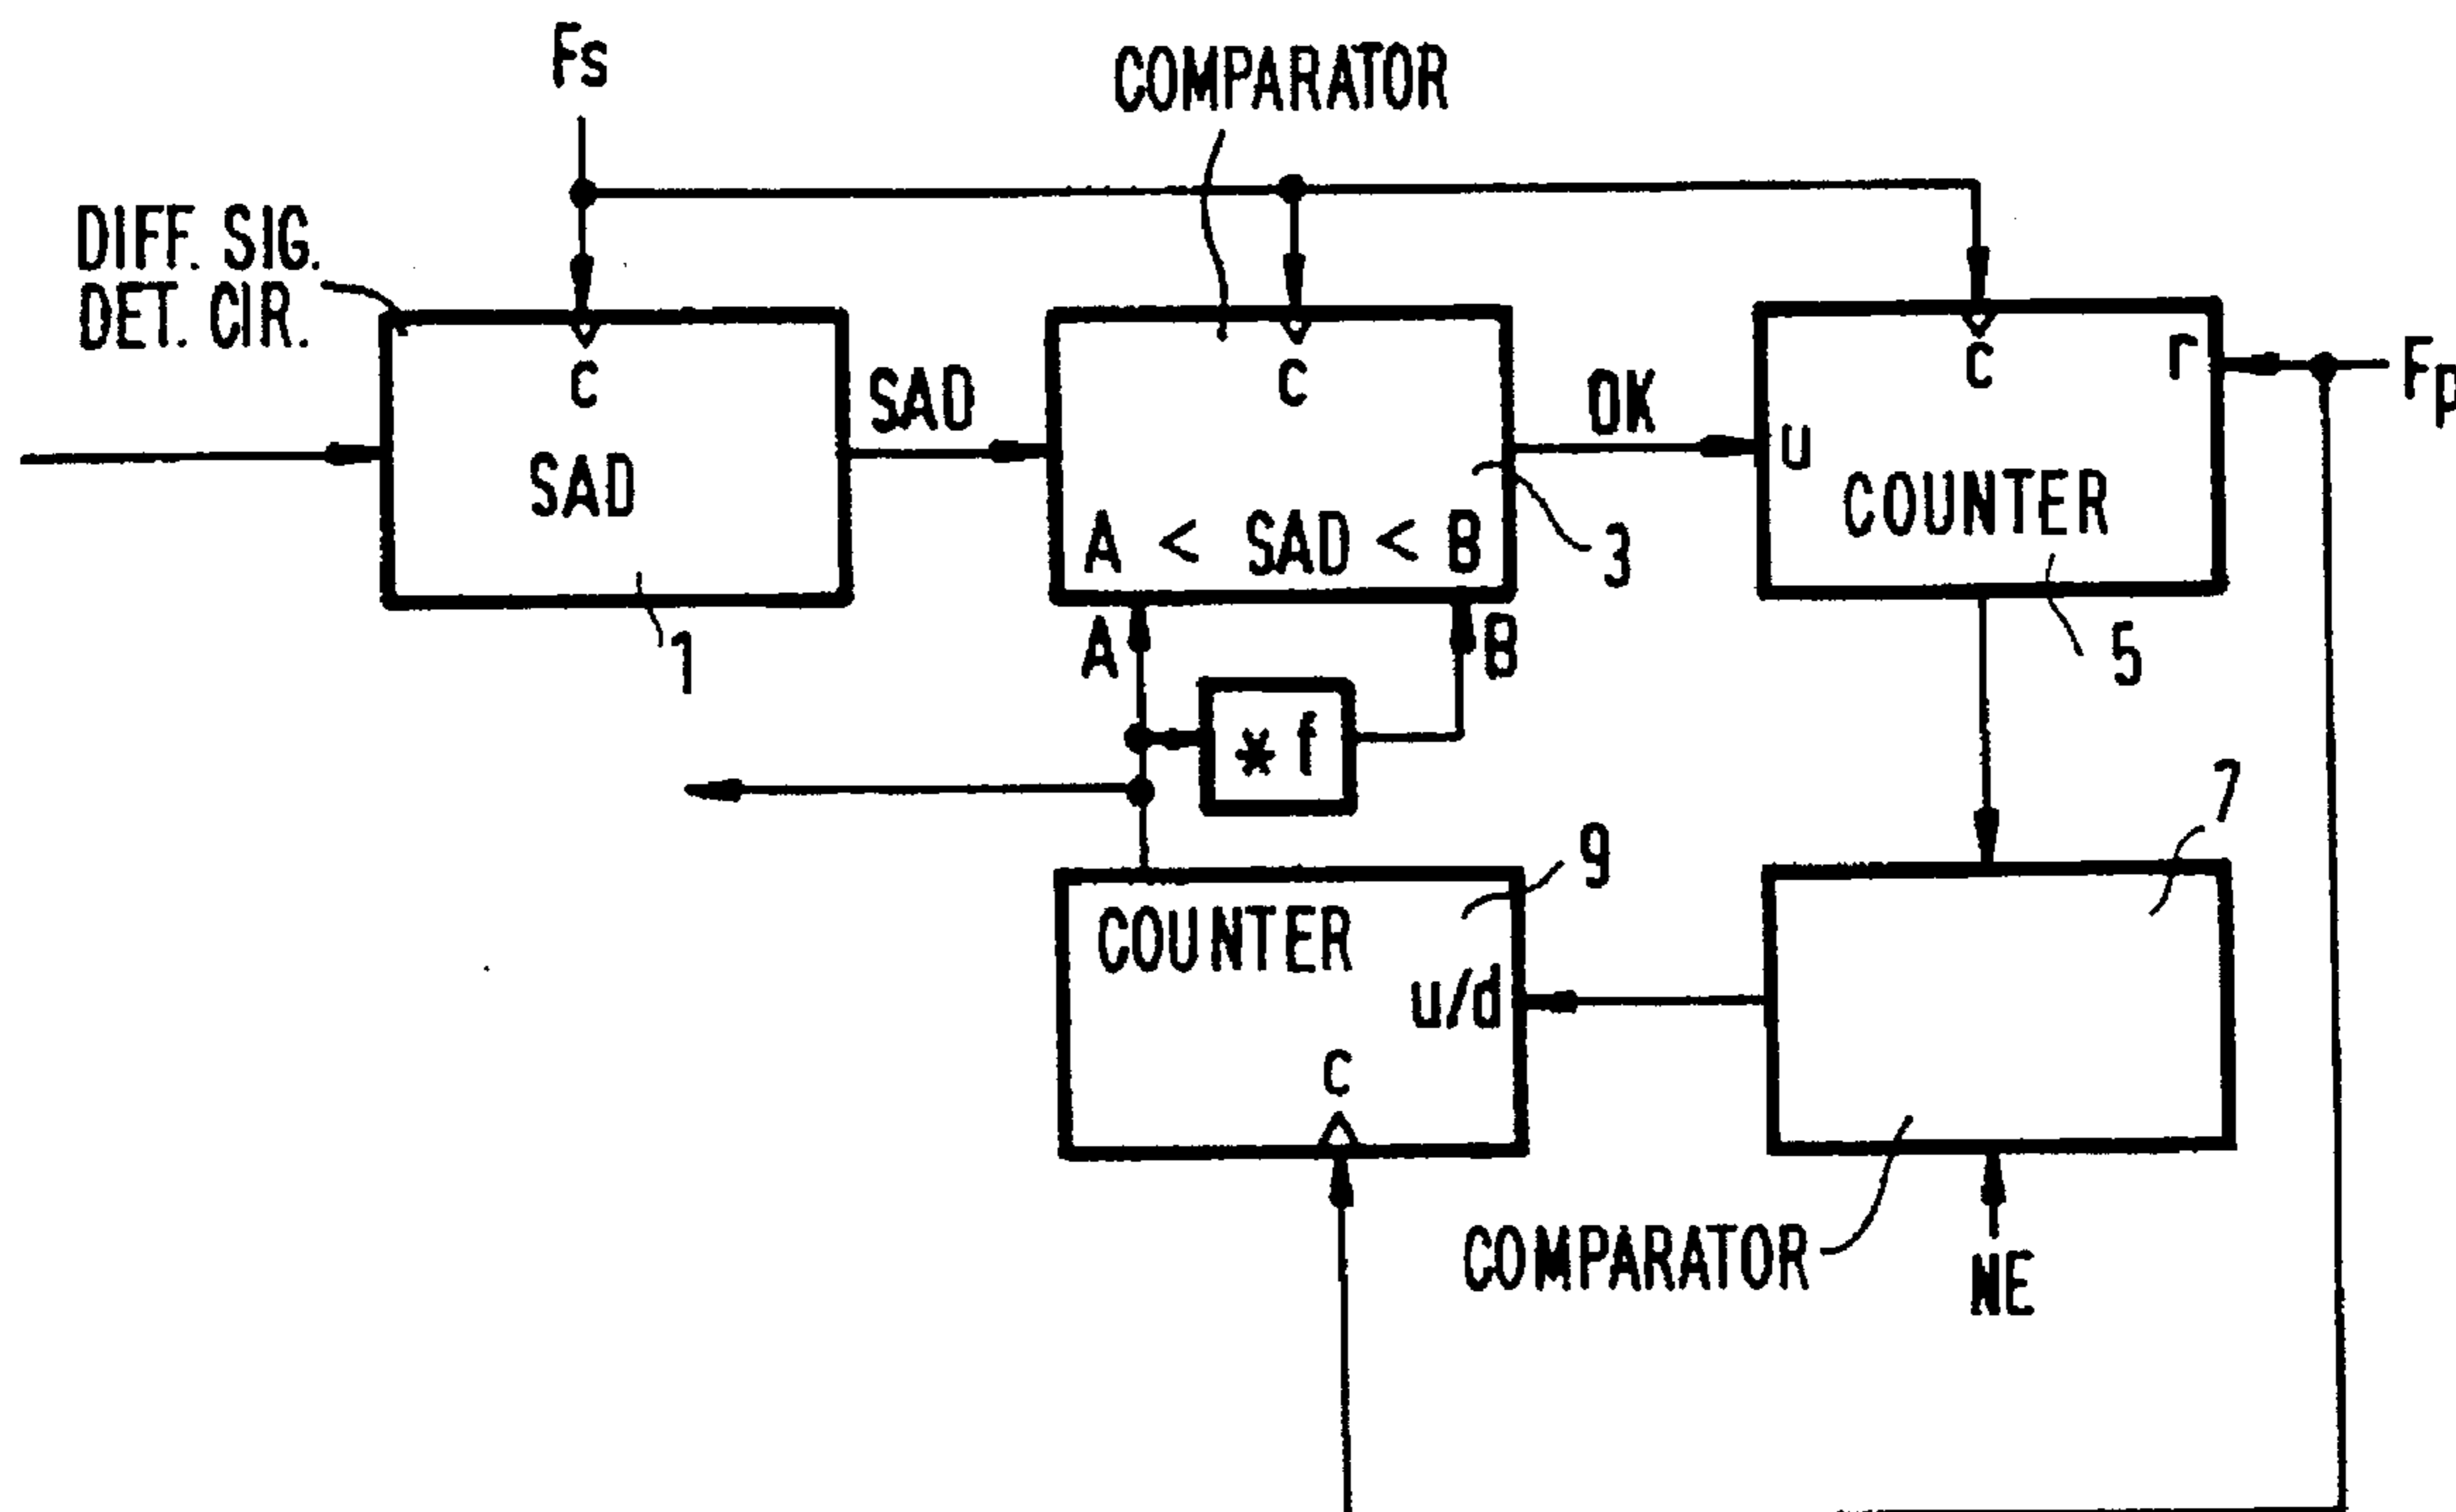 Fs
COMPARATOR
DIFF. SIG.
DET. CIR.
C
SAD
1
SAD
C
A < SAD < B
3
OK
C
r
u
COUNTER
5
Fp
A
B
*f
7
9
COUNTER
u/d
C
COMPARATOR
NE